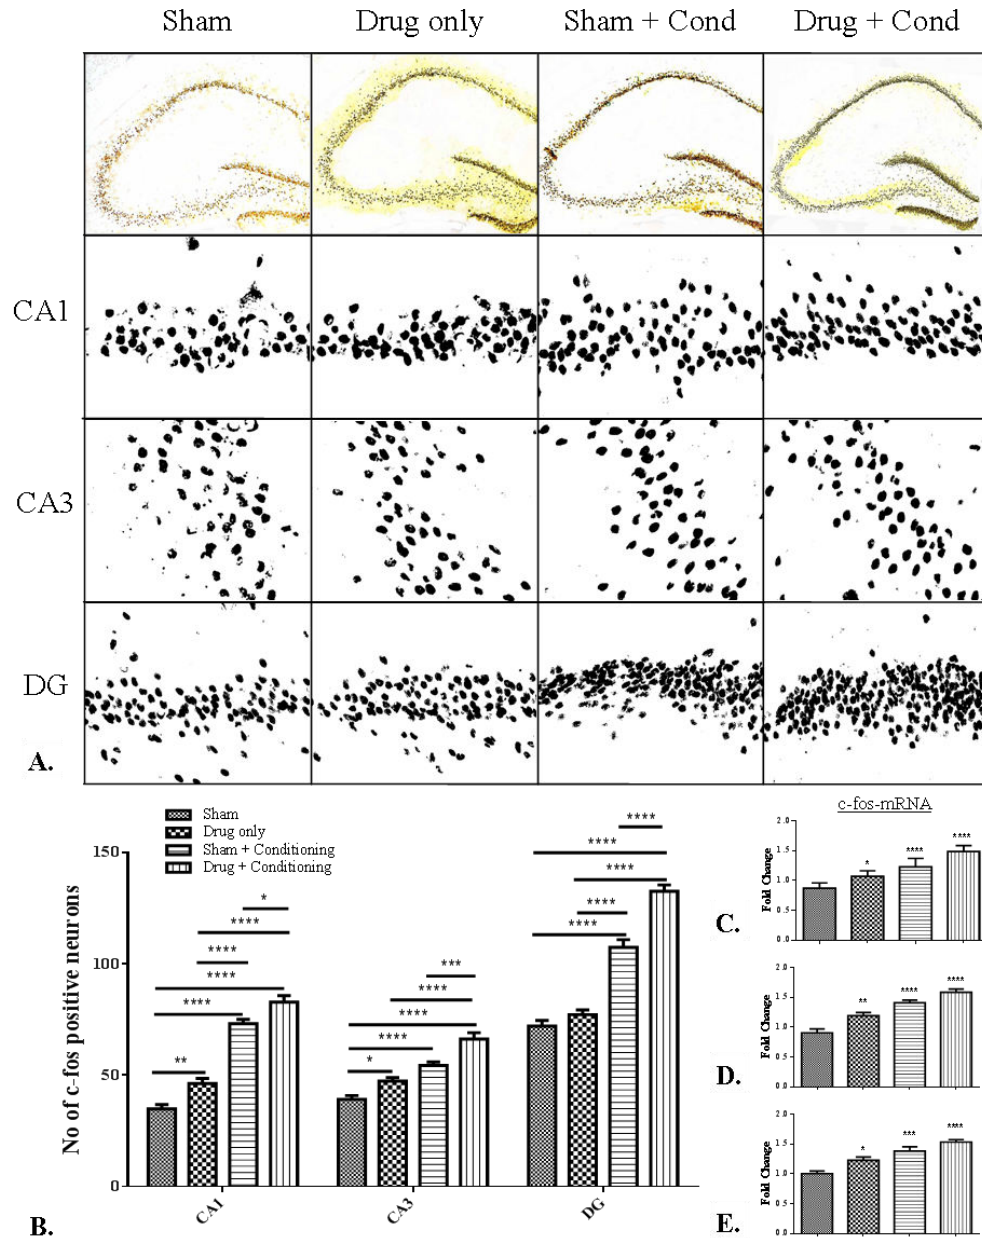 Sham Drug only Sham + Cond Drug + Cond
CA1
CA3
DG
A.
Sham
Drug only
Sham + Conditioning
Drug + Conditioning
No of c-fos positive neurons
150
100
50
0
**
****
****
****
****
*
*
****
****
****
***
****
****
****
****
****
CA1
CA3
DG
B.
c-fos-mRNA
Fold Change
2.0
1.5
1.0
0.5
0.0
*
****
****
C.
Fold Change
2.0
1.5
1.0
0.5
0.0
**
****
****
D.
Fold Change
2.0
1.5
1.0
0.5
0.0
*
***
****
E.